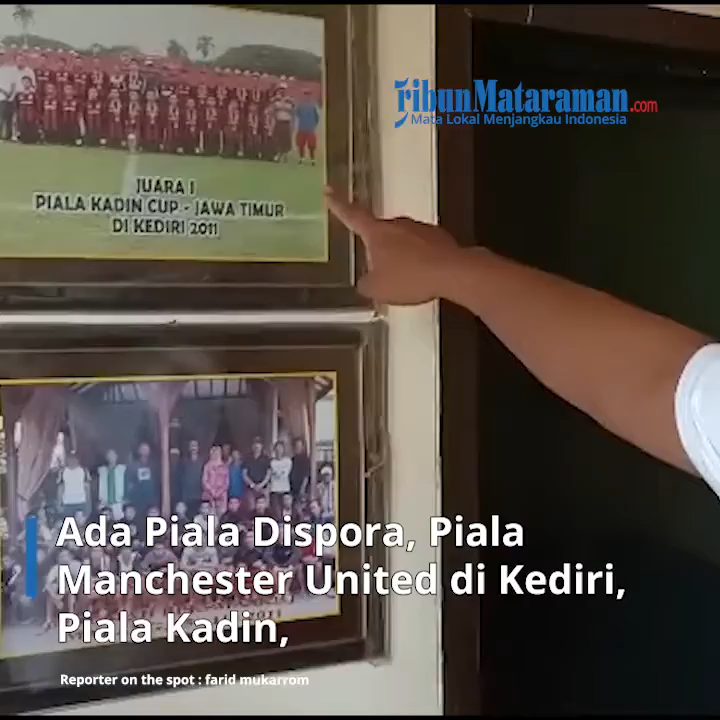 tribunMataraman.com
Mata Lokal Menjangkau Indonesia
JUARA I
PIALA KADIN CUP - JAWA TIMUR
DI KEDIRI 2011
Ada Piala Dispora, Piala
Manchester United di Kediri,
Piala Kadin,
Reporter on the spot : farid mukarrom